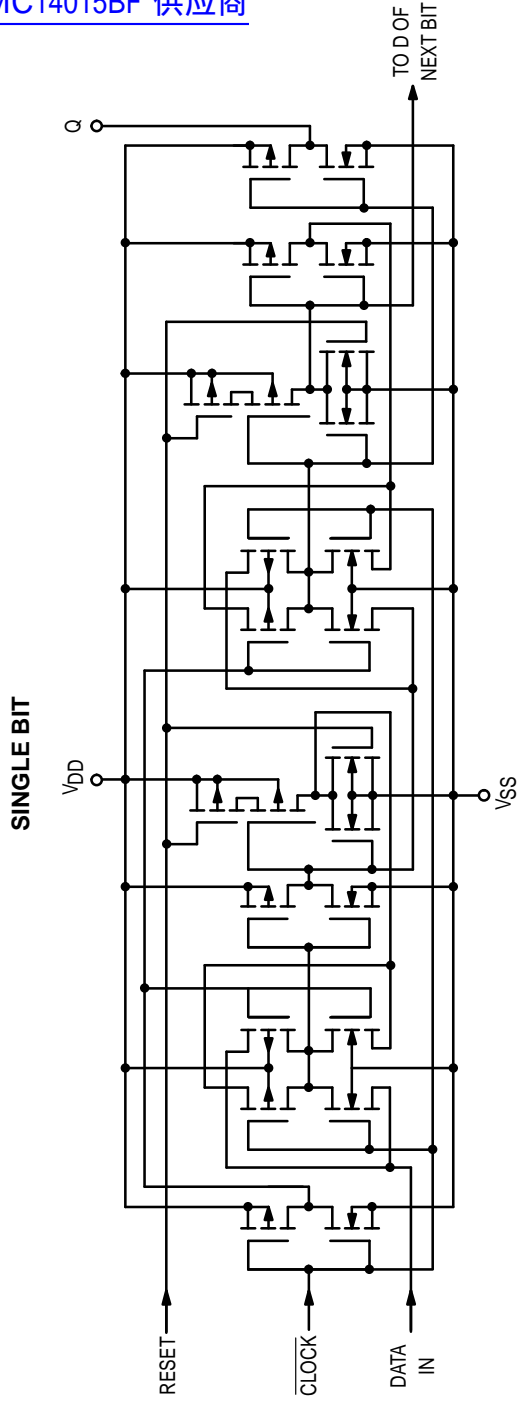 MC14015BF 供应商
SINGLE BIT
VDD
Q
TO D OF
NEXT BIT
RESET
CLOCK
DATA
IN
VSS